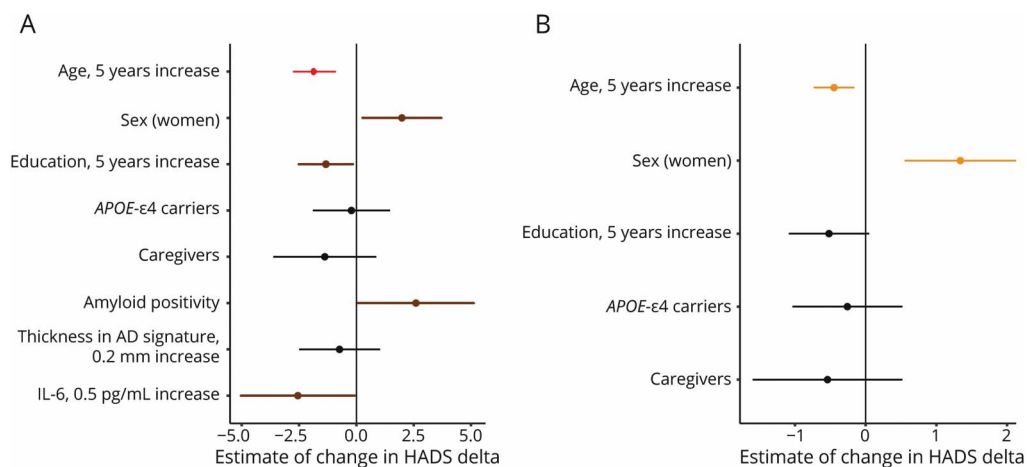 A
Age, 5 years increase
Sex (women)
Education, 5 years increase
APOE-ε4 carriers
Caregivers
Amyloid positivity
Thickness in AD signature,
0.2 mm increase
IL-6, 0.5 pg/mL increase
−5.0 −2.5 0.0 2.5 5.0
Estimate of change in HADS delta
B
Age, 5 years increase
Sex (women)
Education, 5 years increase
APOE-ε4 carriers
Caregivers
−1 0 1 2
Estimate of change in HADS delta